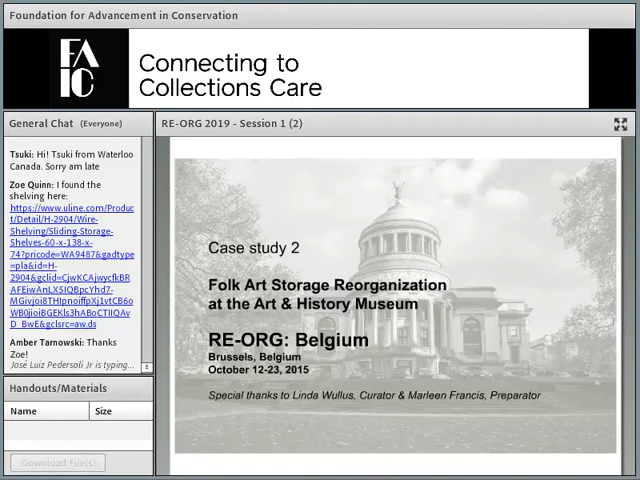 Foundation for Advancement in Conservation
FA
IC
Connecting to
Collections Care
General Chat (Everyone)
Tsuki: Hi! Tsuki from Waterloo
Canada. Sorry am late
Zoe Quinn: I found the
shelving here:
https://www.uline.com/Produc
t/Detail/H-2904/Wire-
Shelving/Sliding-Storage-
Shelves-60-x-138-x-
74?pricode=WA9487&gadtype
=pla&id=H-
2904&gclid=CjwKCAjwycfkBR
AFEiwAnLX5IQBpcYhd7-
MGivjoi8THIpnoiffpXj1vtCB6o
WB0jioiBGEKls3hABoCTIIQAv
D_BwE&gclsrc=aw.ds
Amber Tarnowski: Thanks
Zoe!
José Luiz Pedersoli Jr is typing...
Handouts/Materials
Name Size
Download File(s)
RE-ORG 2019 - Session 1 (2)
Case study 2
Folk Art Storage Reorganization
at the Art & History Museum
RE-ORG: Belgium
Brussels, Belgium
October 12-23, 2015
Special thanks to Linda Wullus, Curator & Marleen Francis, Preparator